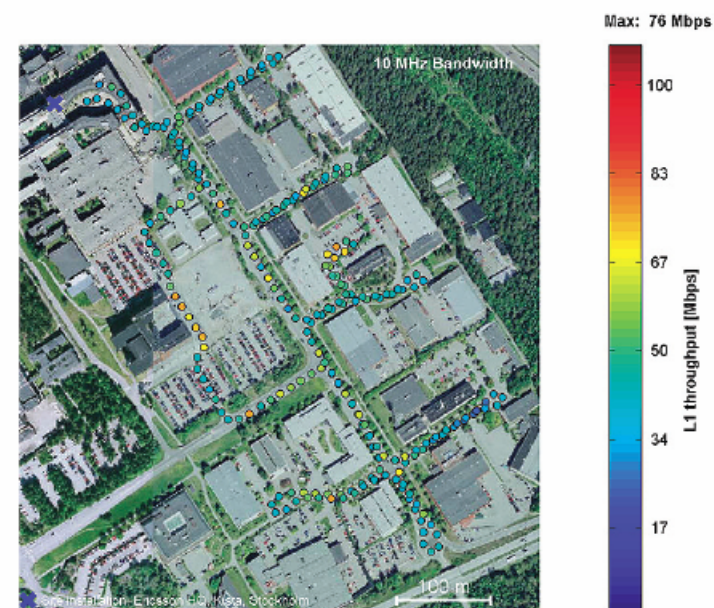 Max: 76 Mbps
10 MHz Bandwidth
100
83
67
50
34
17
L1 throughput [Mbps]
100 m
Site installation: Ericsson HQ, Kista, Stockholm